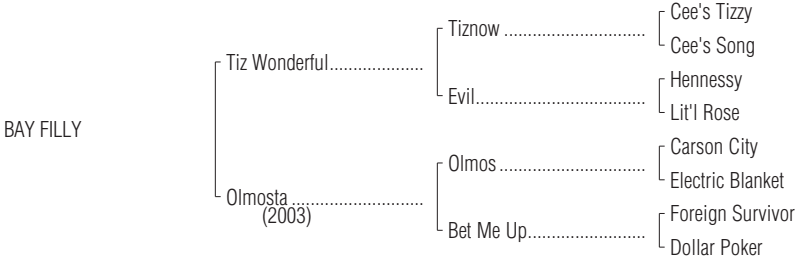 Cee's Tizzy
Tiznow ..............................
Cee's Song
Tiz Wonderful....................
Hennessy
Evil....................................
Lit'l Rose
BAY FILLY
Carson City
Olmos ...............................
Electric Blanket
Olmosta ............................
(2003)
Foreign Survivor
Bet Me Up.........................
Dollar Poker